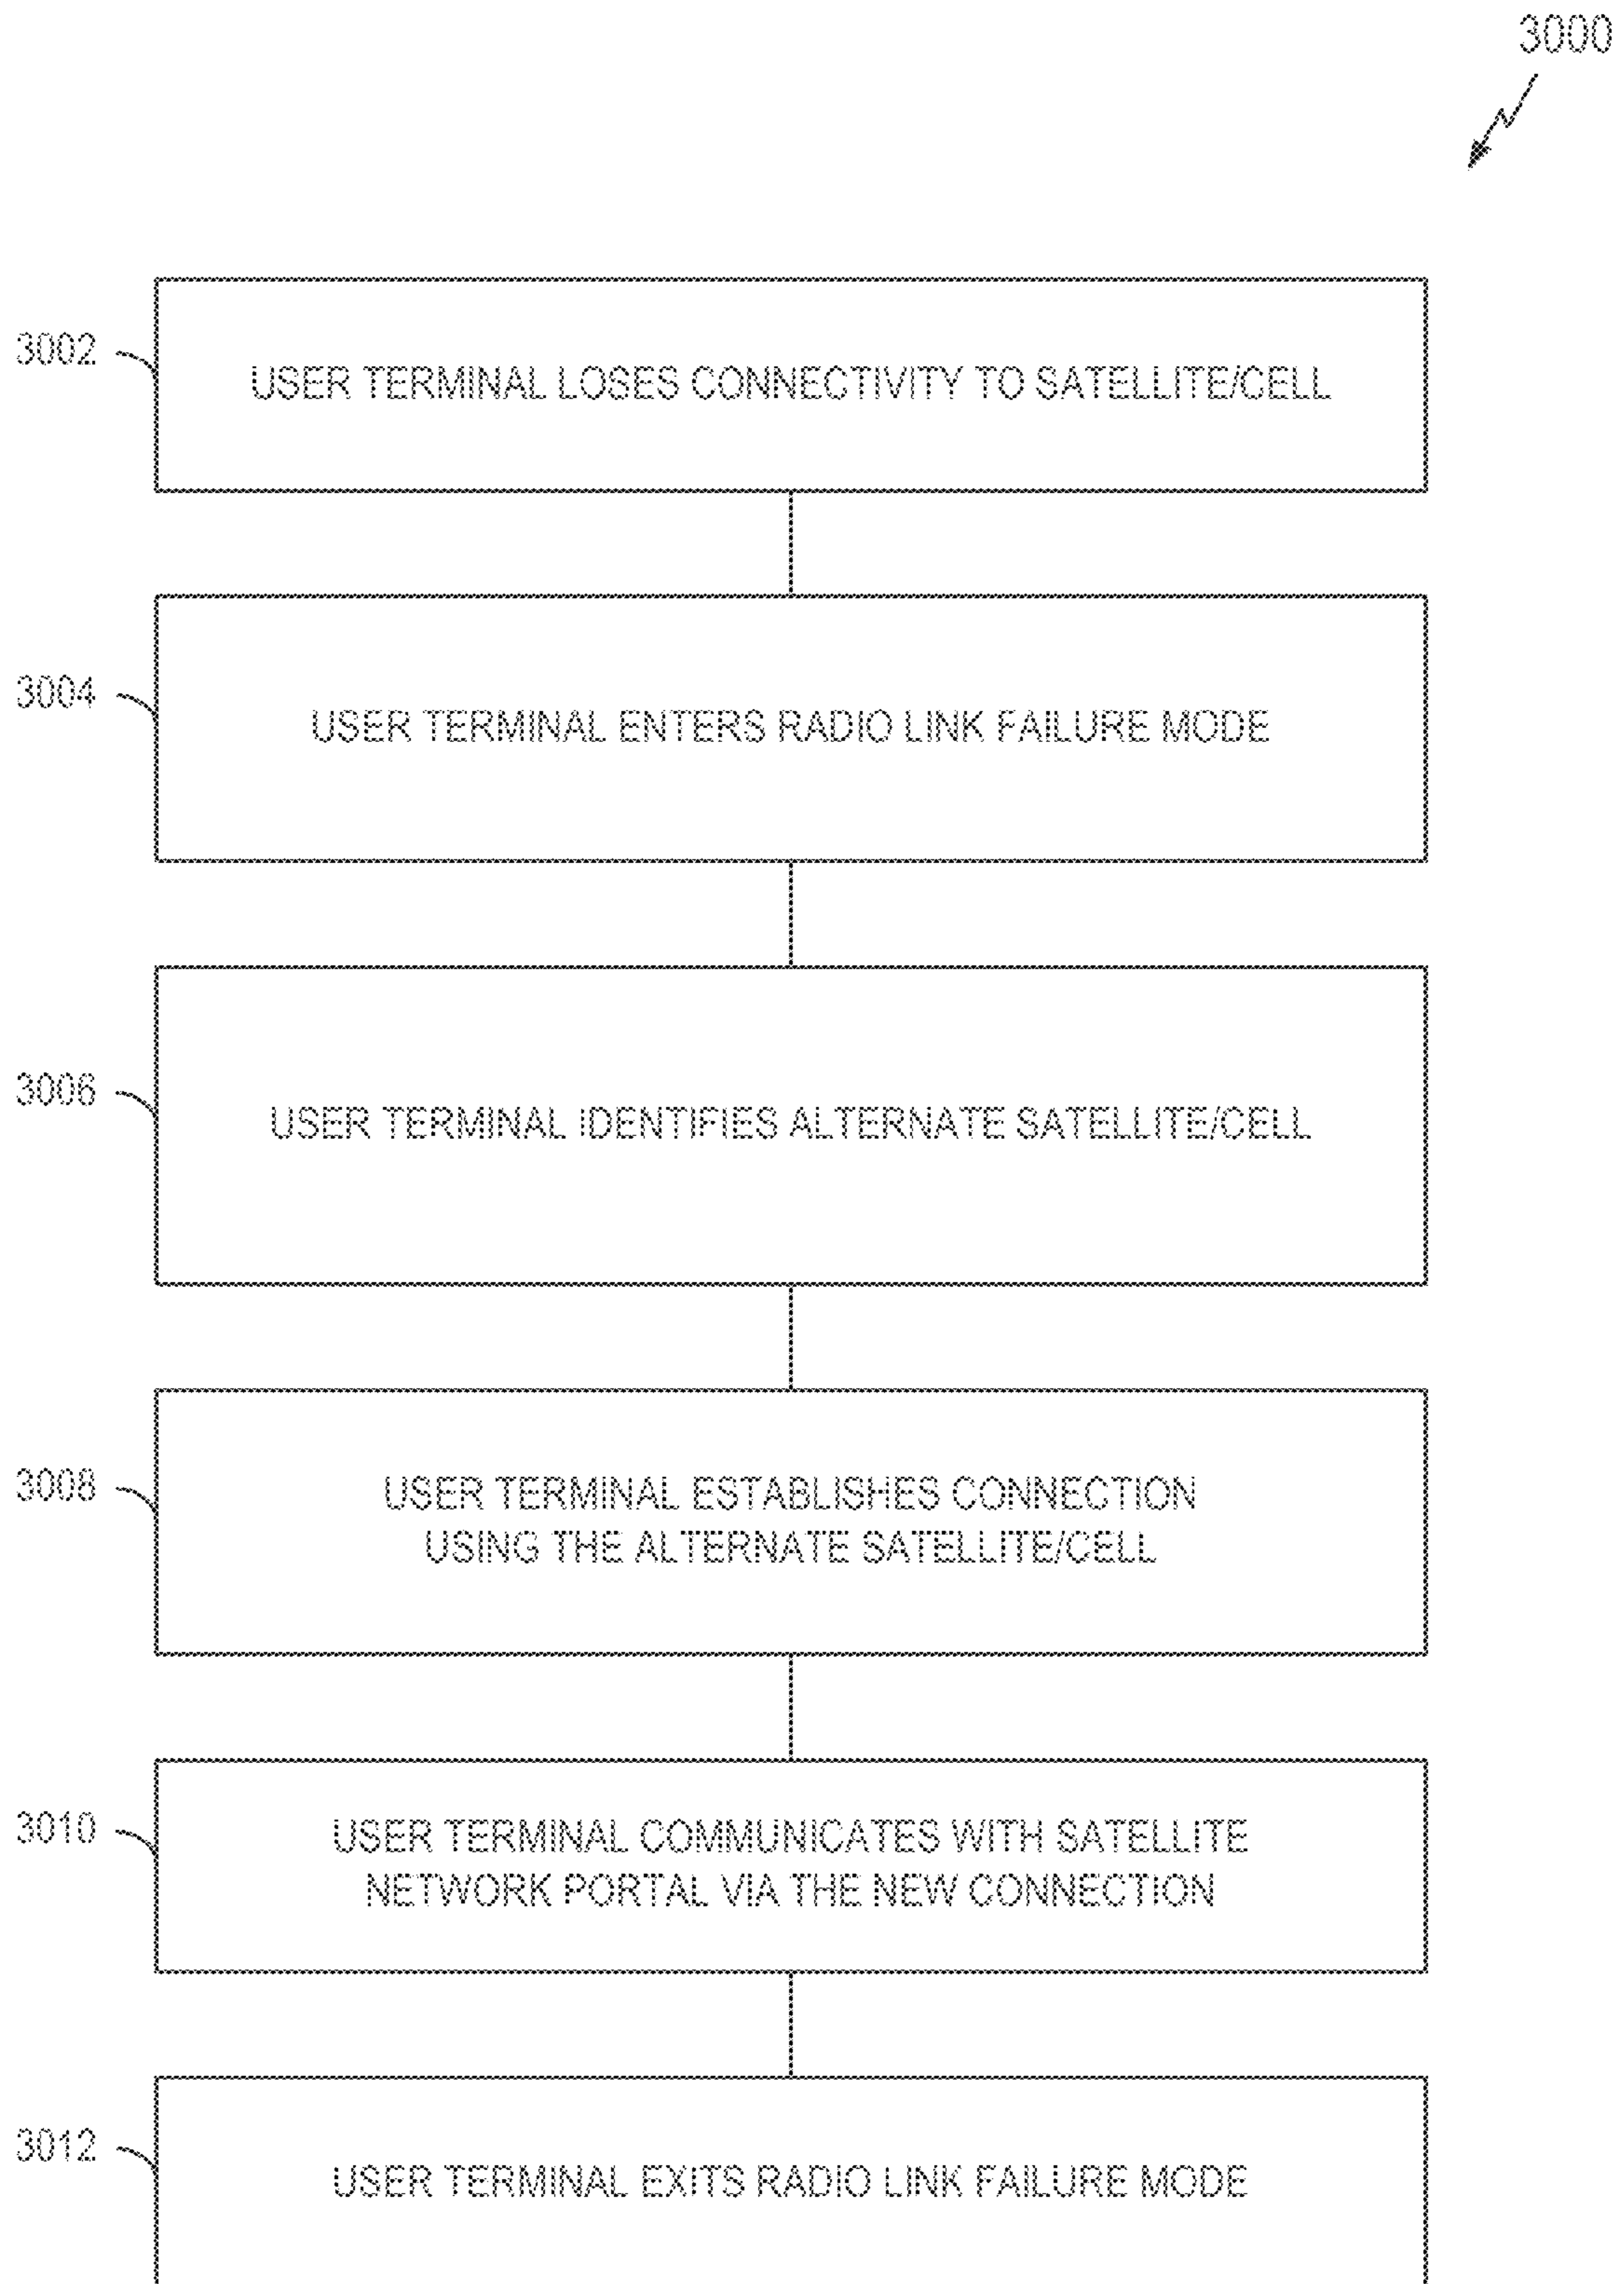 3000
3002
USER TERMINAL LOSES CONNECTIVITY TO SATELLITE/CELL
3004
USER TERMINAL ENTERS RADIO LINK FAILURE MODE
3006
USER TERMINAL IDENTIFIES ALTERNATE SATELLITE/CELL
3008
USER TERMINAL ESTABLISHES CONNECTION
USING THE ALTERNATE SATELLITE/CELL
3010
USER TERMINAL COMMUNICATES WITH SATELLITE
NETWORK PORTAL VIA THE NEW CONNECTION
3012
USER TERMINAL EXITS RADIO LINK FAILURE MODE